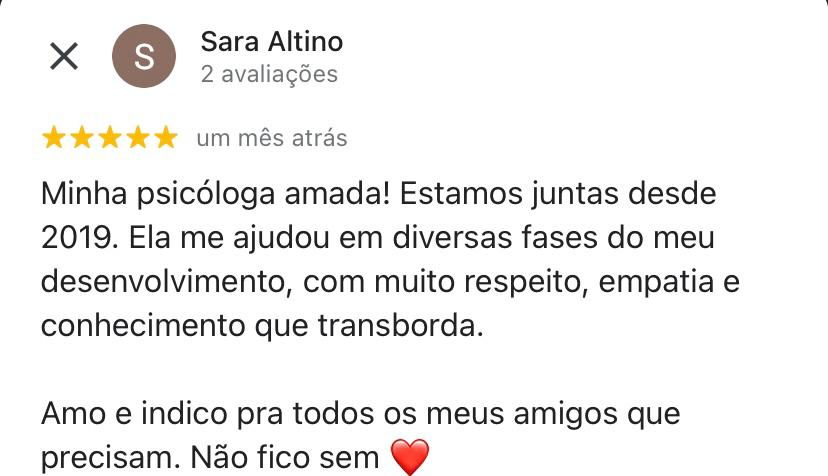 S
Sara Altino
2 avaliações
★★★★★ um mês atrás
Minha psicóloga amada! Estamos juntas desde
2019. Ela me ajudou em diversas fases do meu
desenvolvimento, com muito respeito, empatia e
conhecimento que transborda.
Amo e indico pra todos os meus amigos que
precisam. Não fico sem ❤️